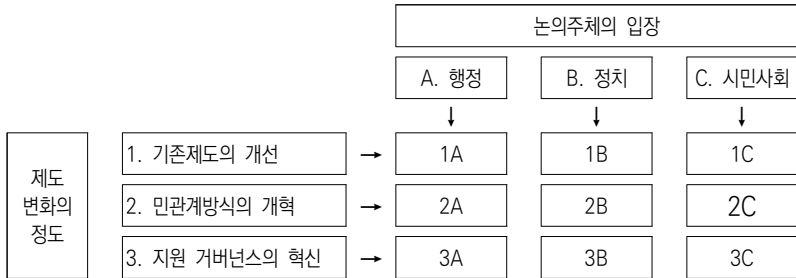 논의주체의 입장
A. 행정 B. 정치 C. 시민사회
↓ ↓ ↓
제도
변화의
정도
1. 기존제도의 개선 → 1A 1B 1C
2. 민관계방식의 개혁 → 2A 2B 2C
3. 지원 거버넌스의 혁신 → 3A 3B 3C